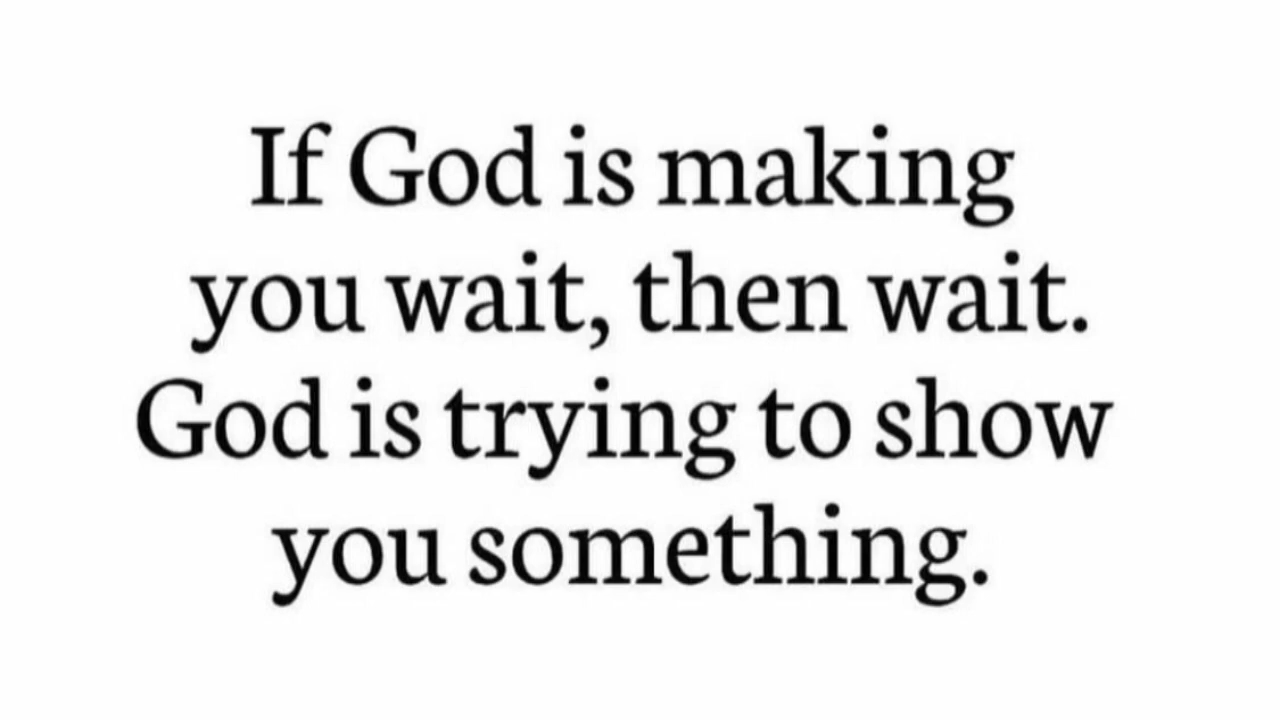 If God is making
you wait, then wait.
God is trying to show
you something.